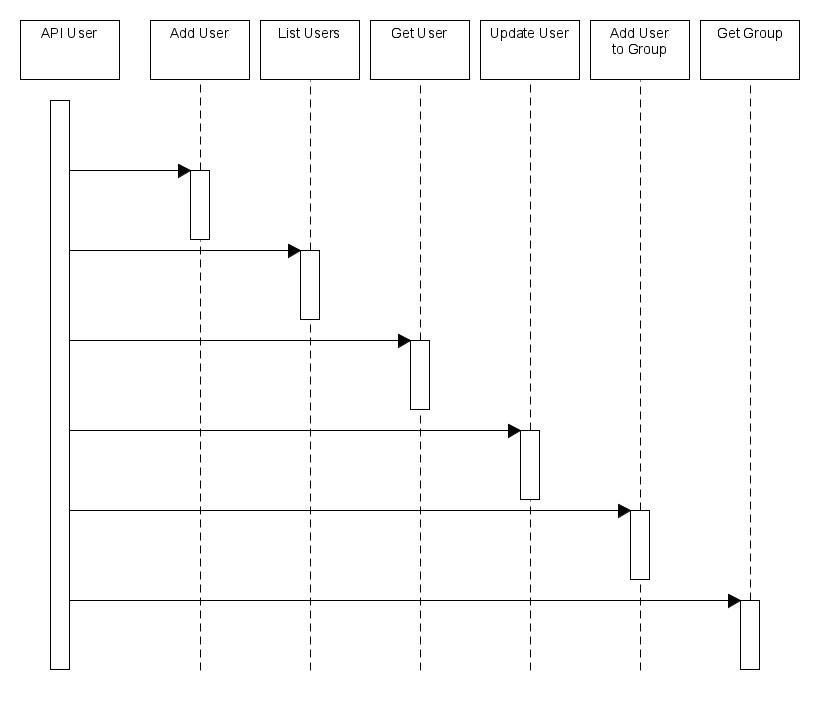 API User
Add User
List Users
Get User
Update User
Add User
to Group
Get Group